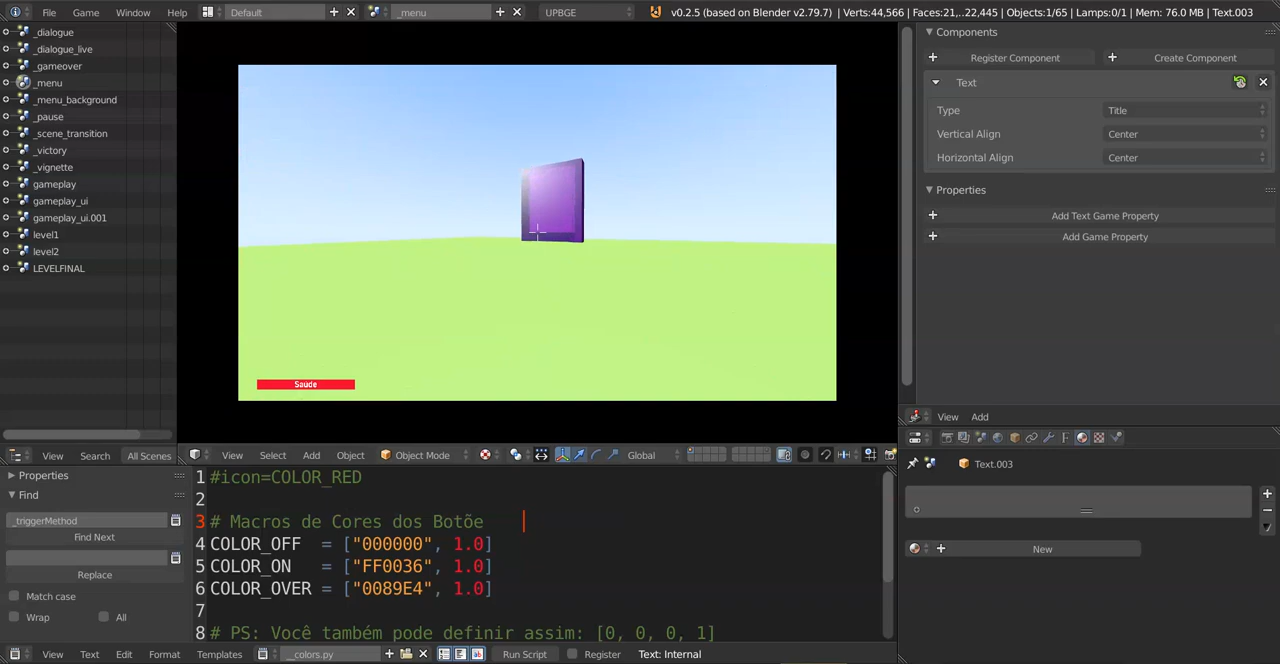 File Game Window Help Default _menu UPBGE v0.2.5 (based on Blender v2.79.7) | Verts:44,566 | Faces:21,..22,445 | Objects:1/65 | Lamps:0/1 | Mem: 76.0 MB | Text.003
_dialogue
_dialogue_live
_gameover
_menu
_menu_background
_pause
_scene_transition
_victory
_vignette
gameplay
gameplay_ui
gameplay_ui.001
level1
level2
LEVELFINAL
View Search All Scenes
Saude
View Select Add Object Object Mode Global
Components
Register Component Create Component
Text
Type Title
Vertical Align Center
Horizontal Align Center
Properties
Add Text Game Property
Add Game Property
View Add
Text.003
New
Properties
Find
_triggerMethod
Find Next
Replace
Match case
Wrap All
1 #icon=COLOR_RED
2
3 # Macros de Cores dos Botõe
4 COLOR_OFF = ["000000", 1.0]
5 COLOR_ON = ["FF0036", 1.0]
6 COLOR_OVER = ["0089E4", 1.0]
7
8 # PS: Você também pode definir assim: [0, 0, 0, 1]
View Text Edit Format Templates __colors.py Run Script Register Text: Internal